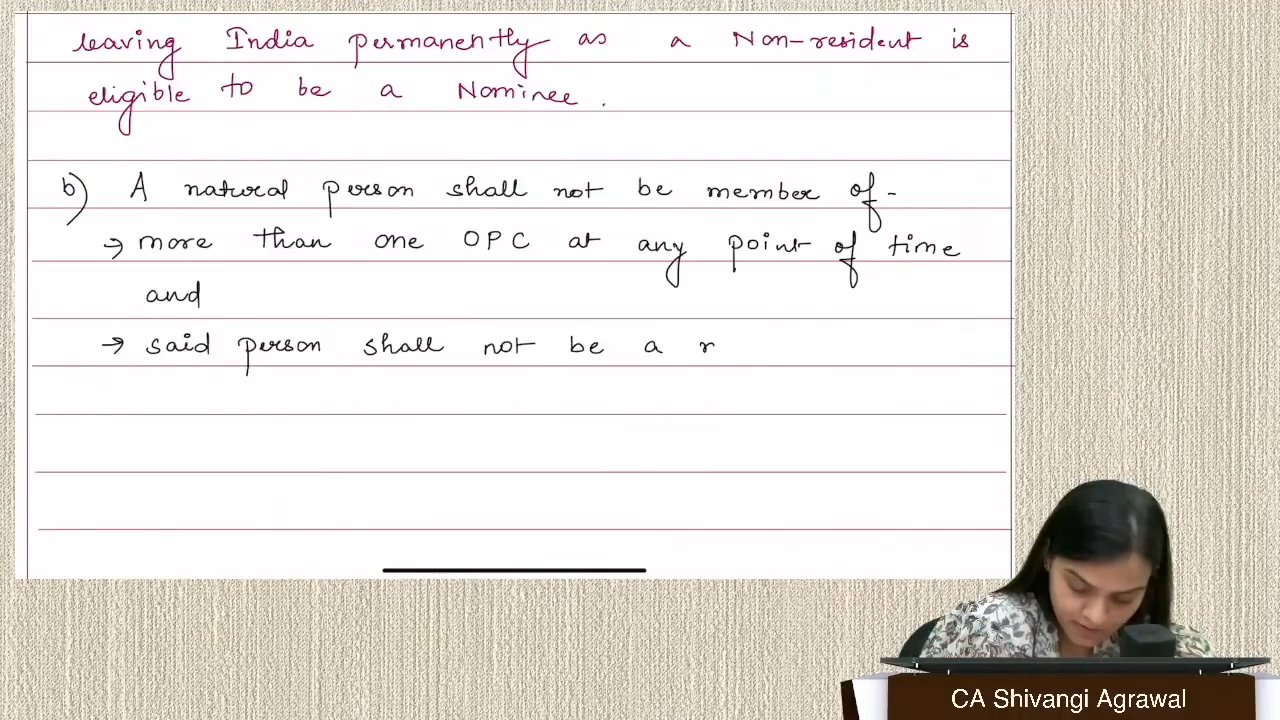 leaving India permanently as a Non-resident is
eligible to be a Nominee.
b) A natural person shall not be member of -
→ more than one OPC at any point of time
and
→ said person shall not be a
CA Shivangi Agrawal